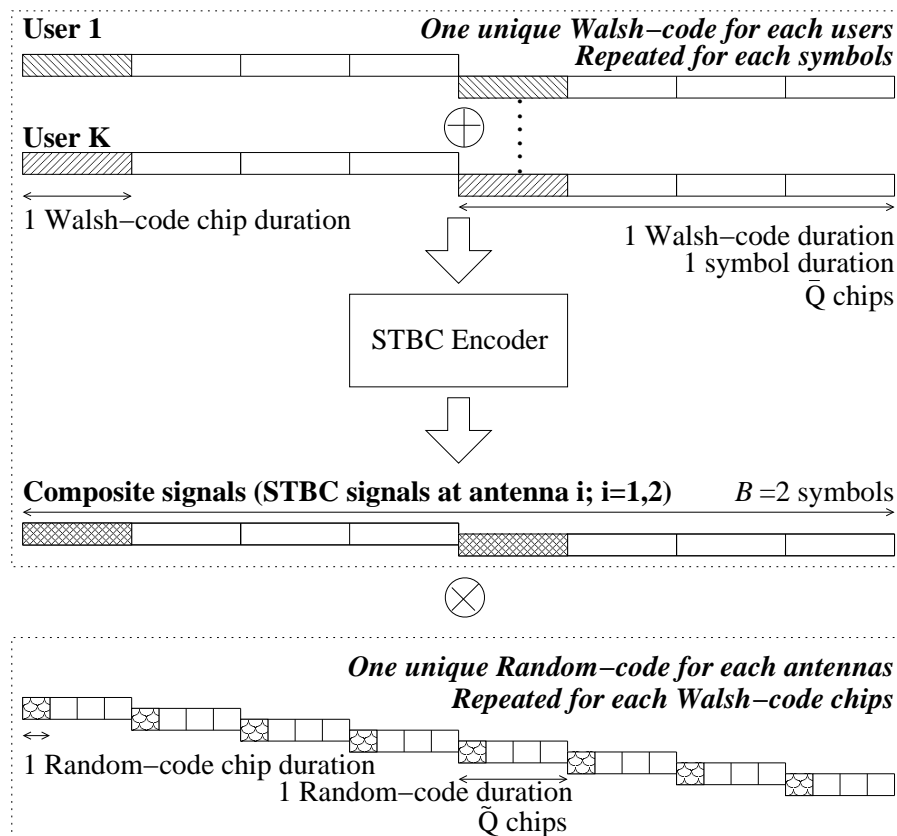 User 1
One unique Walsh−code for each users
Repeated for each symbols
User K
1 Walsh−code chip duration
1 Walsh−code duration
1 symbol duration
Q̄ chips
STBC Encoder
Composite signals (STBC signals at antenna i; i=1,2)
B =2 symbols
One unique Random−code for each antennas
Repeated for each Walsh−code chips
1 Random−code chip duration
1 Random−code duration
Q̃ chips